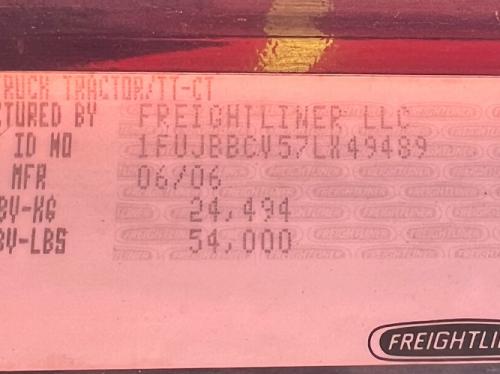 TRUCK TRACTOR/TT-CT
CTURED BY FREIGHTLINER LLC
ID NO 1FUJBBCV57LX49489
MFR 06/06
BV-KG 24,494
BV-LBS 54,000
FREIGHTLI